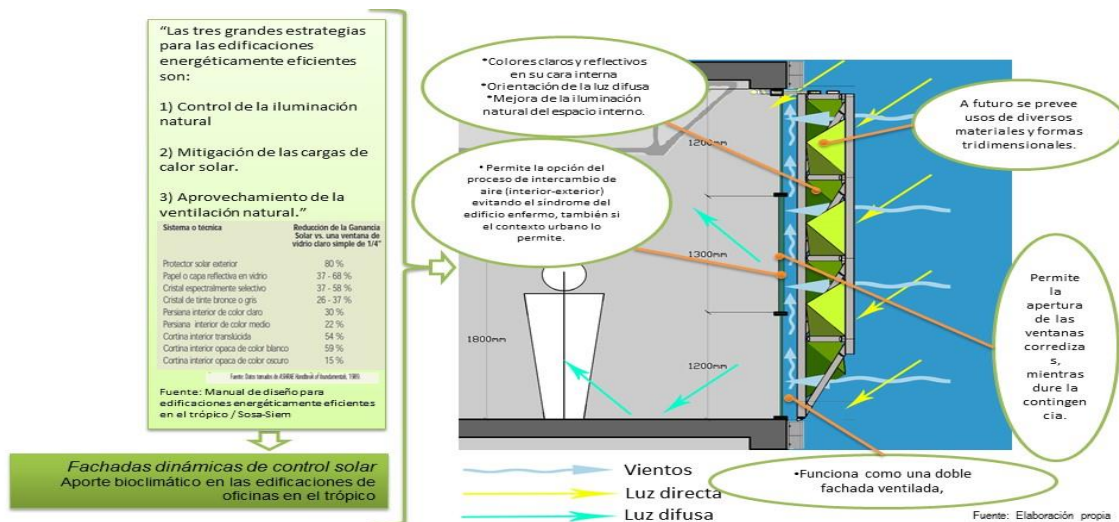 “Las tres grandes estrategias
para las edificaciones
energéticamente eficientes
son:
1) Control de la iluminación
natural
2) Mitigación de las cargas de
calor solar.
3) Aprovechamiento de la
ventilación natural.”
Sistema o técnica
Reducción de la Ganancia
Solar vs. una ventana de
vidrio claro simple de 1/4"
Protector solar exterior 80 %
Papel o capa reflectiva en vidrio 37 - 68 %
Cristal espectralmente selectivo 37 - 58 %
Cristal de tinte bronce o gris 26 - 37 %
Persiana interior de color claro 30 %
Persiana interior de color medio 22 %
Cortina interior translúcida 54 %
Cortina interior opaca de color blanco 59 %
Cortina interior opaca de color oscuro 15 %
Fuente: Datos tomados de ASHRAE Handbook of Foundamentals, 1989.
Fuente: Manual de diseño para
edificaciones energéticamente eficientes
en el trópico / Sosa-Siem
Fachadas dinámicas de control solar
Aporte bioclimático en las edificaciones de
oficinas en el trópico
•Colores claros y reflectivos
en su cara interna
•Orientación de la luz difusa
•Mejora de la iluminación
natural del espacio interno.
• Permite la opción del
proceso de intercambio de
aire (interior-exterior)
evitando el síndrome del
edificio enfermo, también si
el contexto urbano lo
permite.
1200mm
1300mm
1200mm
1800mm
A futuro se prevee
usos de diversos
materiales y formas
tridimensionales.
Permite
la
apertura
de las
ventanas
corrediza
s,
mientras
dure la
contingen
cia.
•Funciona como una doble
fachada ventilada,
Vientos
Luz directa
Luz difusa
Fuente: Elaboración propia